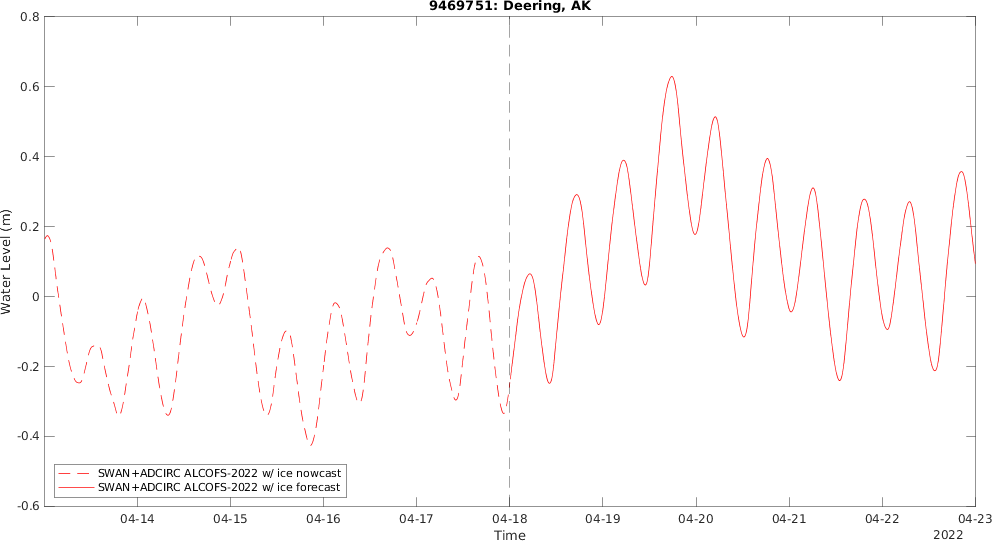 9469751: Deering, AK
0.8
0.6
0.4
0.2
0
-0.2
-0.4
-0.6
Water Level (m)
SWAN+ADCIRC ALCOFS-2022 w/ ice nowcast
SWAN+ADCIRC ALCOFS-2022 w/ ice forecast
04-14 04-15 04-16 04-17 04-18 04-19 04-20 04-21 04-22 04-23
Time
2022